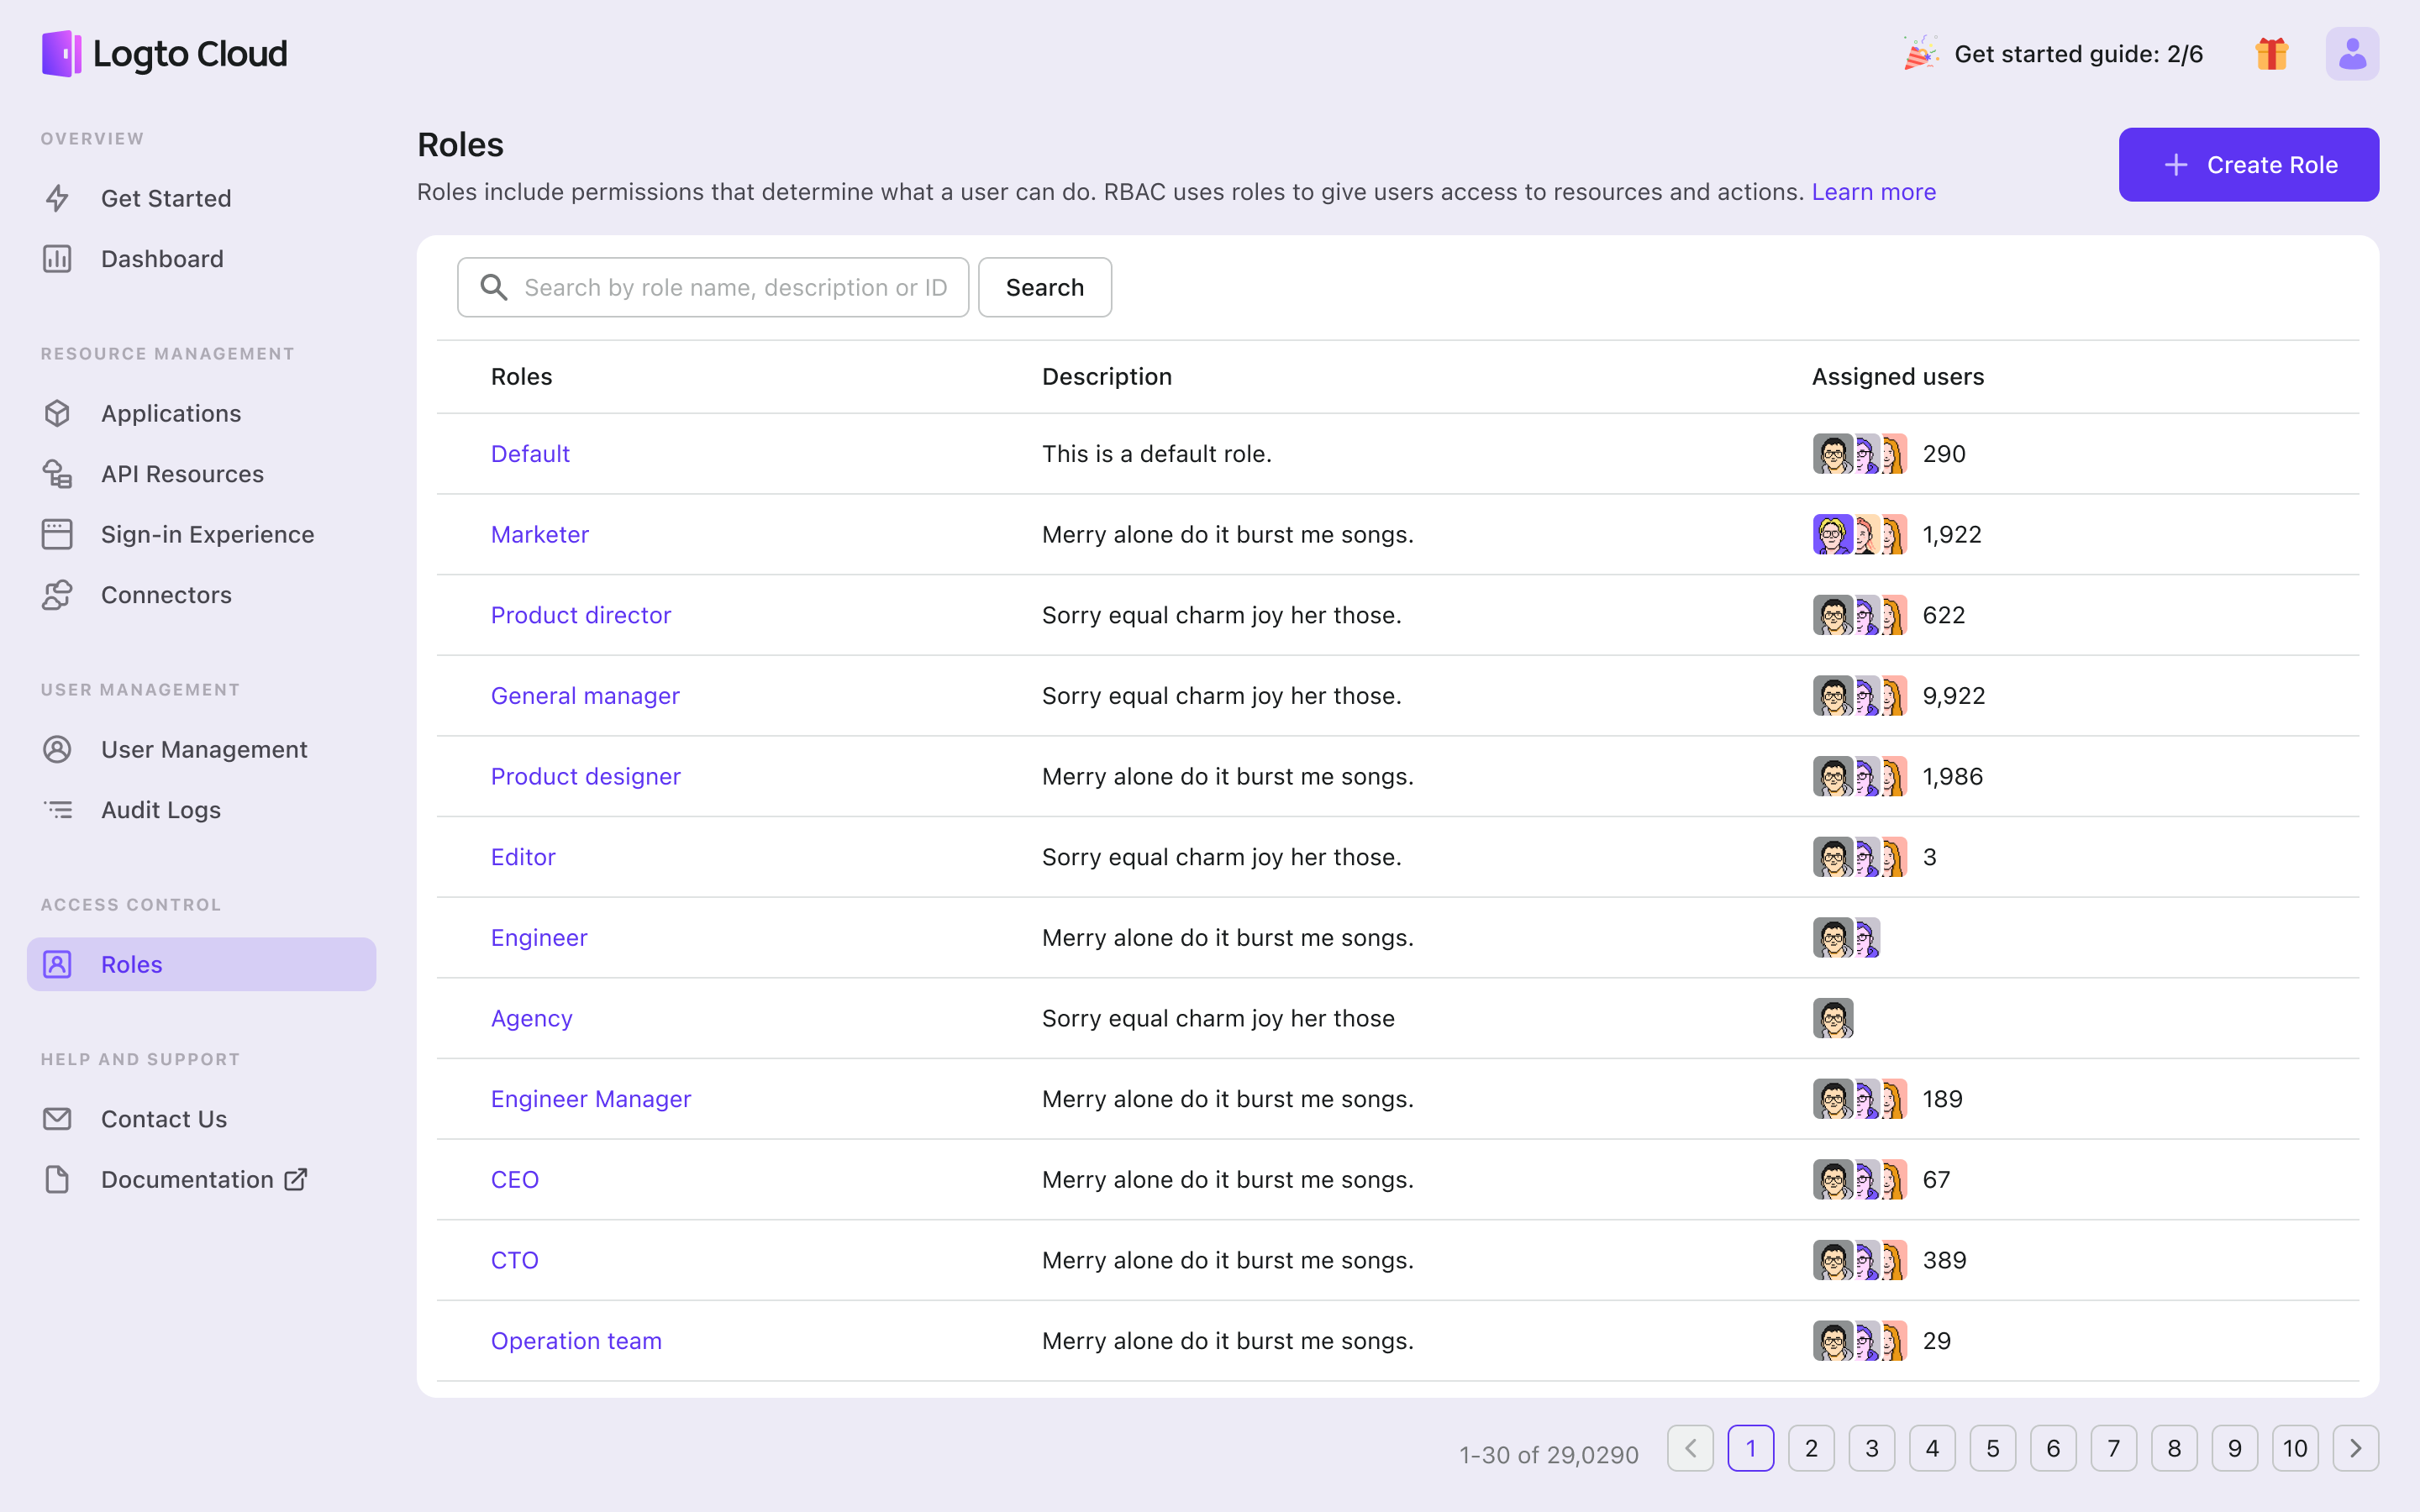 Logto Cloud
Get started guide: 2/6
OVERVIEW
Get Started
Dashboard
RESOURCE MANAGEMENT
Applications
API Resources
Sign-in Experience
Connectors
USER MANAGEMENT
User Management
Audit Logs
ACCESS CONTROL
Roles
HELP AND SUPPORT
Contact Us
Documentation
Roles
Roles include permissions that determine what a user can do. RBAC uses roles to give users access to resources and actions. Learn more
Create Role
Search by role name, description or ID Search
Roles Description Assigned users
Default This is a default role. 290
Marketer Merry alone do it burst me songs. 1,922
Product director Sorry equal charm joy her those. 622
General manager Sorry equal charm joy her those. 9,922
Product designer Merry alone do it burst me songs. 1,986
Editor Sorry equal charm joy her those. 3
Engineer Merry alone do it burst me songs.
Agency Sorry equal charm joy her those
Engineer Manager Merry alone do it burst me songs. 189
CEO Merry alone do it burst me songs. 67
CTO Merry alone do it burst me songs. 389
Operation team Merry alone do it burst me songs. 29
1-30 of 29,0290 1 2 3 4 5 6 7 8 9 10